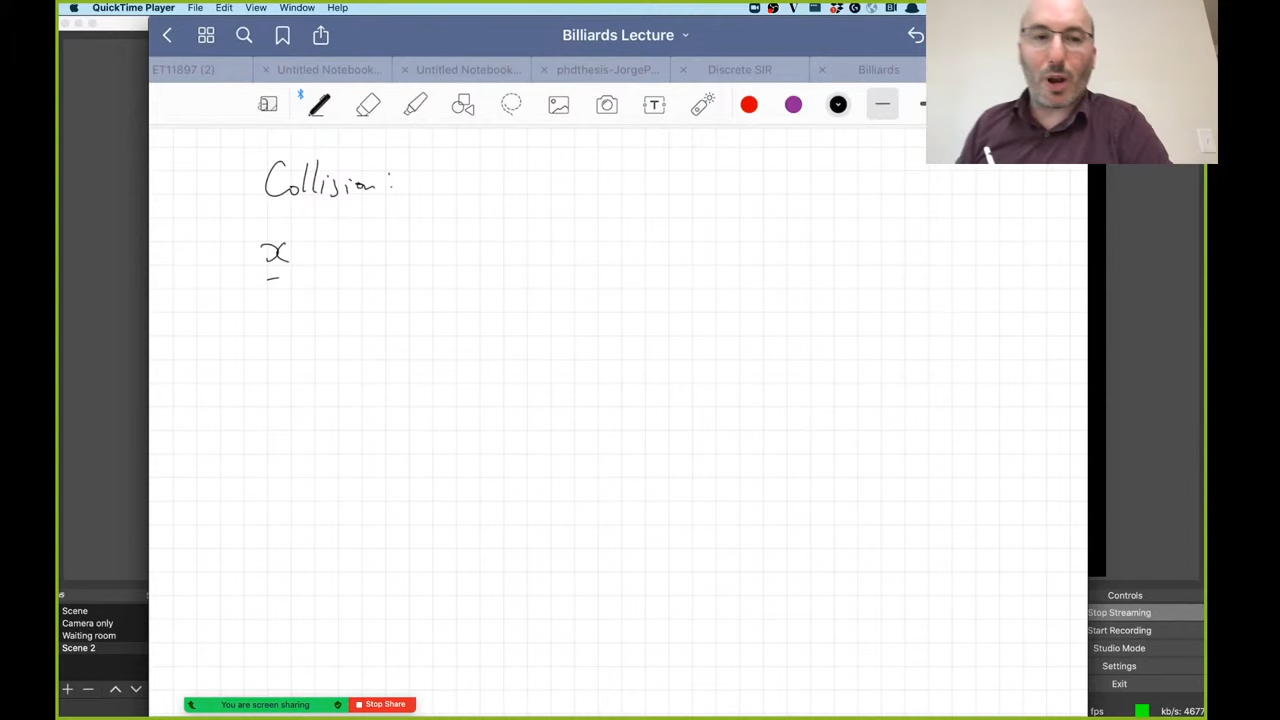 QuickTime Player File Edit View Window Help
Billiards Lecture
ET11897 (2) Untitled Notebook... Untitled Notebook... phdthesis-JorgeP... Discrete SIR Billiards
T
Collision:
x
Scene
Camera only
Waiting room
Scene 2
Controls
Stop Streaming
Start Recording
Studio Mode
Settings
Exit
You are screen sharing Stop Share
fps kb/s: 4677